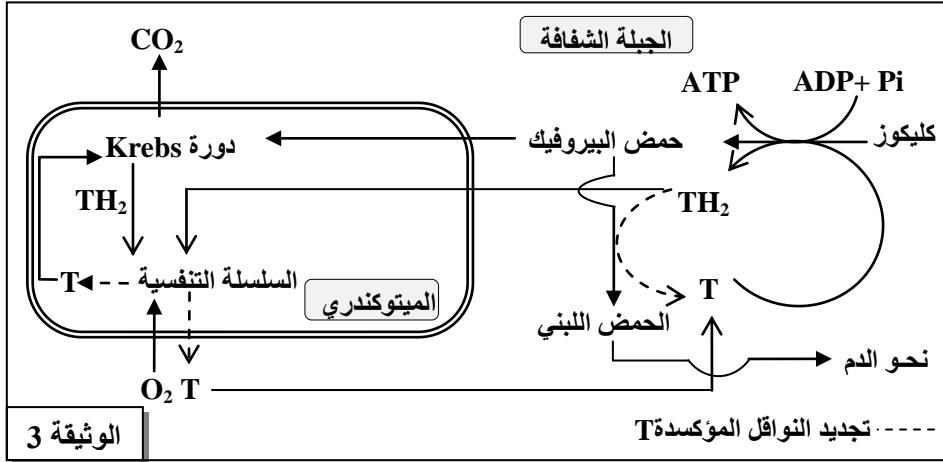 الجبلة الشفافة
CO₂
ATP
ADP+ Pi
كليكوز
حمض البيروفيك
دورة Krebs
TH₂
TH₂
T
السلسلة التنفسية
T
الميتوكندري
الحمض اللبني
نحو الدم
O₂ T
تجديد النواقل المؤكسدةT
الوثيقة 3